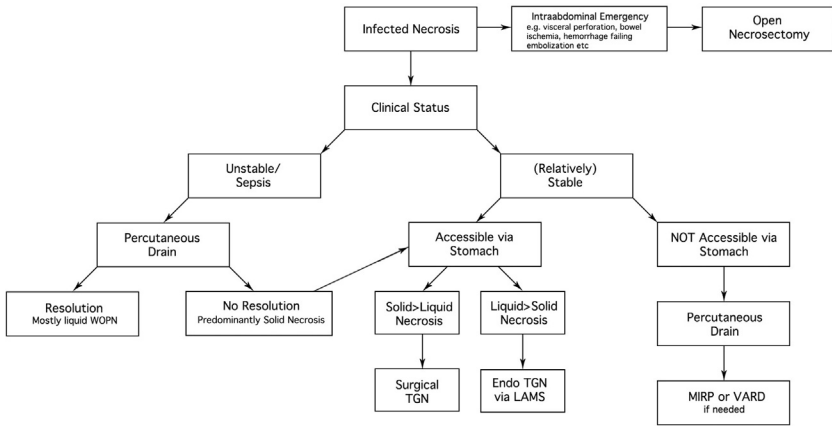 Infected Necrosis
Intraabdominal Emergency
e.g. visceral perforation, bowel
ischemia, hemorrhage failing
embolization etc
Open
Necrosectomy
Clinical Status
Unstable/
Sepsis
(Relatively)
Stable
Percutaneous
Drain
Accessible via
Stomach
NOT Accessible via
Stomach
Resolution
Mostly liquid WOPN
No Resolution
Predominantly Solid Necrosis
Solid>Liquid
Necrosis
Liquid>Solid
Necrosis
Percutaneous
Drain
Surgical
TGN
Endo TGN
via LAMS
MIRP or VARD
if needed